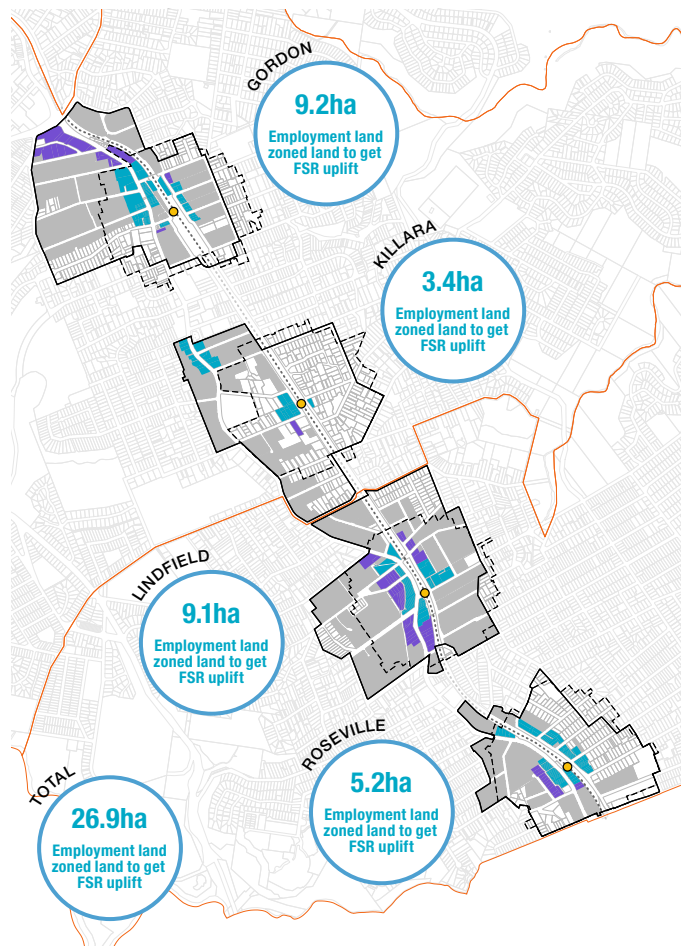 GORDON
9.2ha
Employment land
zoned land to get
FSR uplift
KILLARA
3.4ha
Employment land
zoned land to get
FSR uplift
LINDFIELD
9.1ha
Employment land
zoned land to get
FSR uplift
ROSEVILLE
5.2ha
Employment land
zoned land to get
FSR uplift
TOTAL
26.9ha
Employment land
zoned land to get
FSR uplift